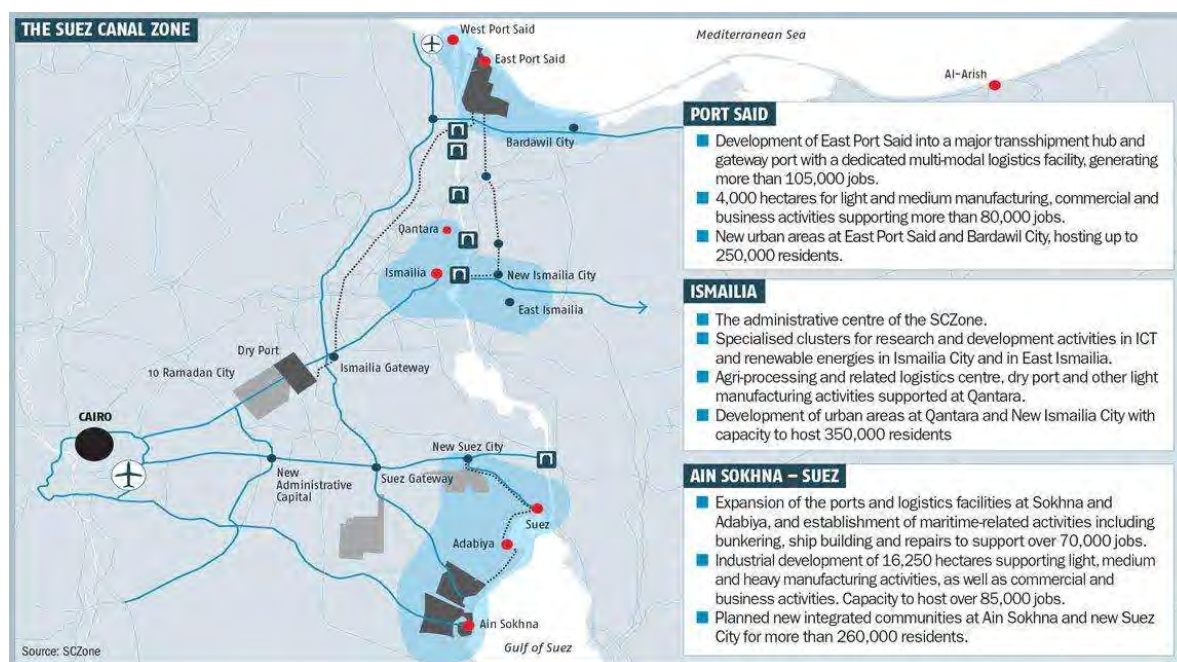 THE SUEZ CANAL ZONE
West Port Said
East Port Said
Mediterranean Sea
Al-Arish
Bardawil City
Qantara
Ismailia
New Ismailia City
East Ismailia
Dry Port
10 Ramadan City
Ismailia Gateway
CAIRO
New Suez City
New
Administrative
Capital
Suez Gateway
Suez
Adabiya
Ain Sokhna
Gulf of Suez
Source: SCZone
PORT SAID
Development of East Port Said into a major transshipment hub and
gateway port with a dedicated multi-modal logistics facility, generating
more than 105,000 jobs.
4,000 hectares for light and medium manufacturing, commercial and
business activities supporting more than 80,000 jobs.
New urban areas at East Port Said and Bardawil City, hosting up to
250,000 residents.
ISMAILIA
The administrative centre of the SCZone.
Specialised clusters for research and development activities in ICT
and renewable energies in Ismailia City and in East Ismailia.
Agri-processing and related logistics centre, dry port and other light
manufacturing activities supported at Qantara.
Development of urban areas at Qantara and New Ismailia City with
capacity to host 350,000 residents
AIN SOKHNA – SUEZ
Expansion of the ports and logistics facilities at Sokhna and
Adabiya, and establishment of maritime-related activities including
bunkering, ship building and repairs to support over 70,000 jobs.
Industrial development of 16,250 hectares supporting light, medium
and heavy manufacturing activities, as well as commercial and
business activities. Capacity to host over 85,000 jobs.
Planned new integrated communities at Ain Sokhna and new Suez
City for more than 260,000 residents.